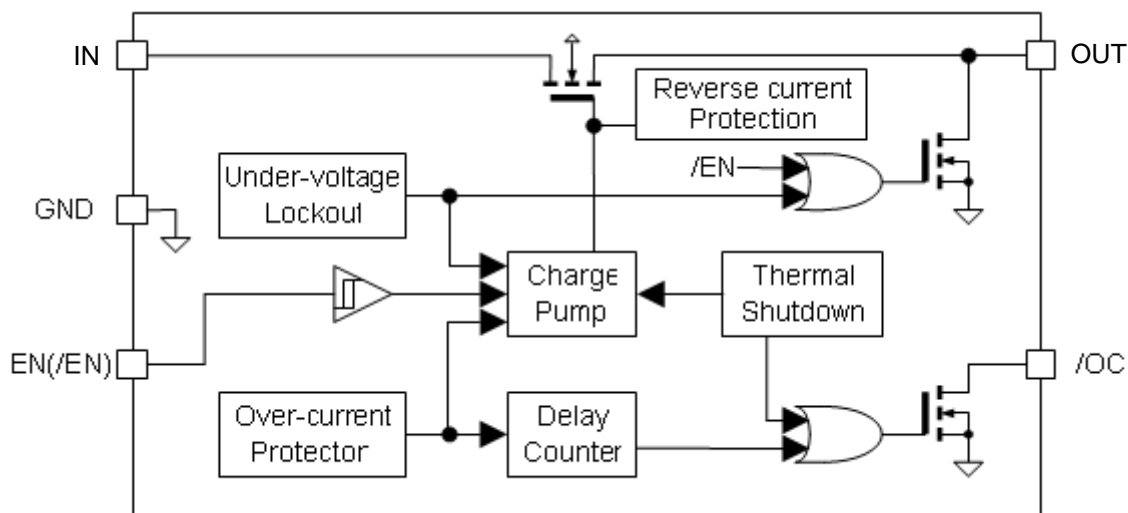 IN
OUT
Reverse current
Protection
/EN
Under-voltage
Lockout
GND
Charge
Pump
Thermal
Shutdown
EN(/EN)
/OC
Over-current
Protector
Delay
Counter